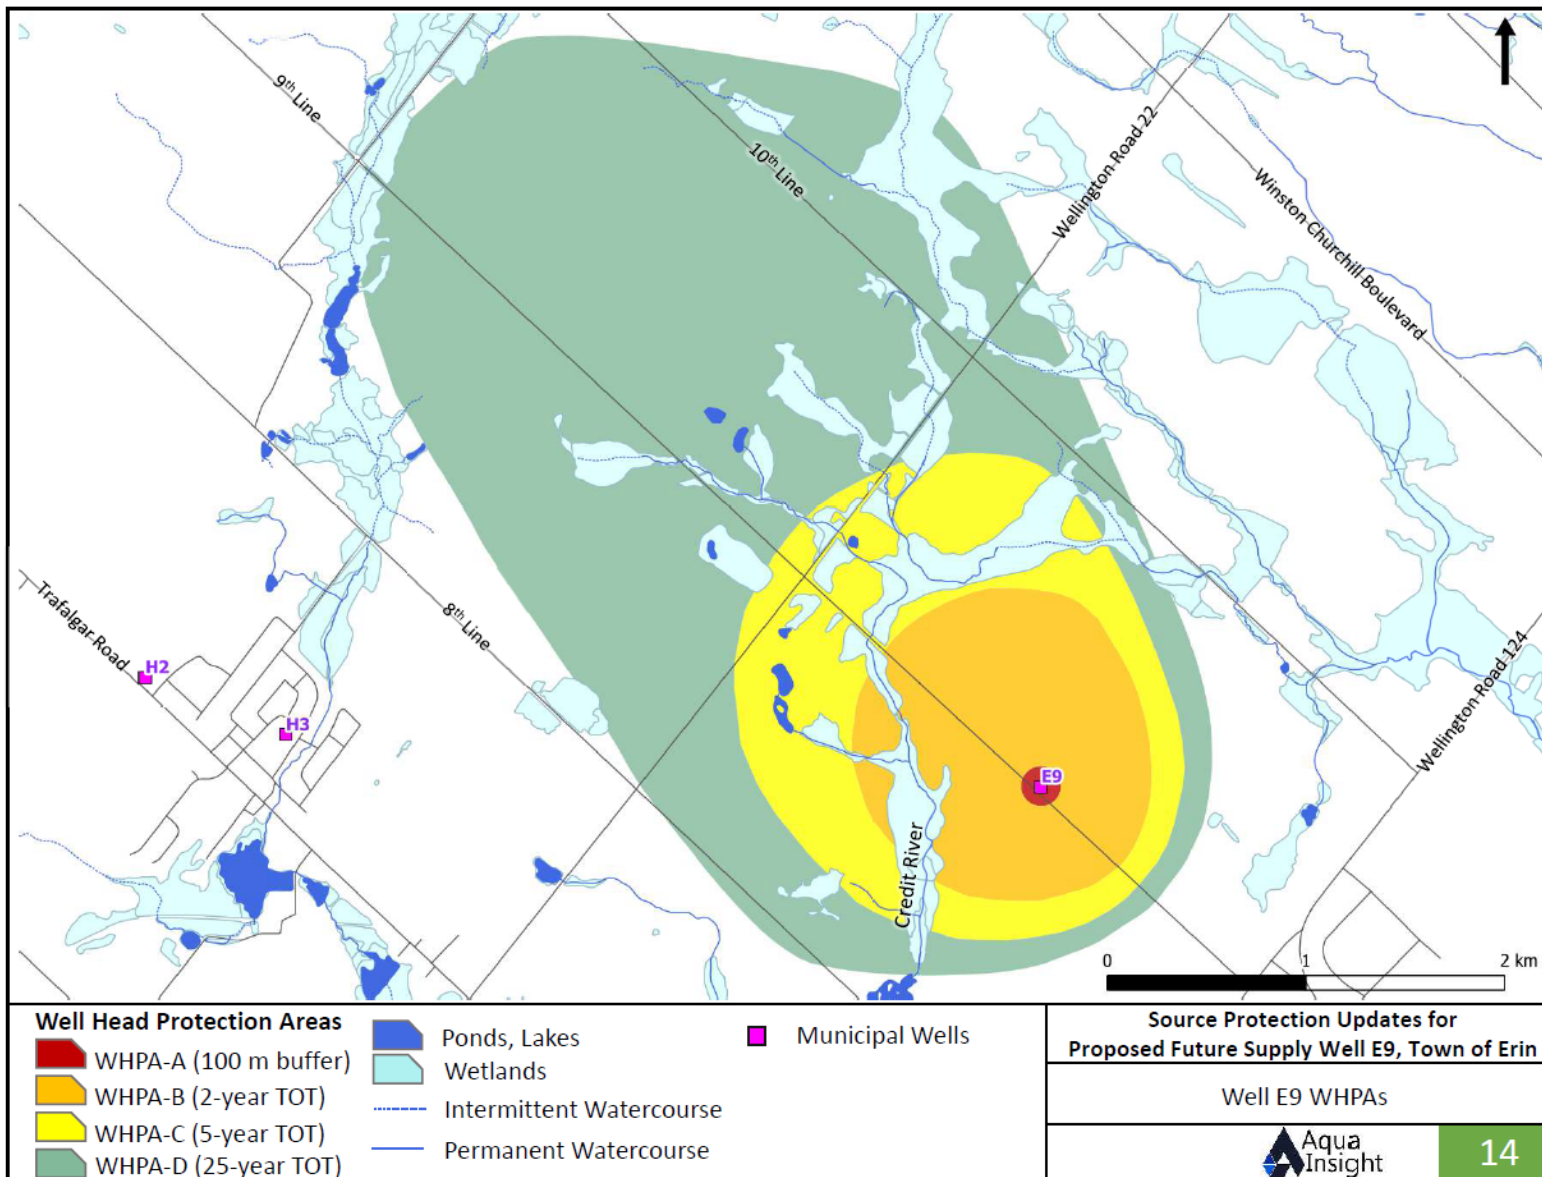 9th Line
10th Line
Wellington Road 22
Winston Churchill Boulevard
Trafalgar Road
8th Line
H2
H3
Wellington Road 124
E9
Credit River
0 1 2 km
Well Head Protection Areas
WHPA-A (100 m buffer)
WHPA-B (2-year TOT)
WHPA-C (5-year TOT)
WHPA-D (25-year TOT)
Ponds, Lakes
Wetlands
Intermittent Watercourse
Permanent Watercourse
Municipal Wells
Source Protection Updates for
Proposed Future Supply Well E9, Town of Erin
Well E9 WHPAs
Aqua
Insight
14